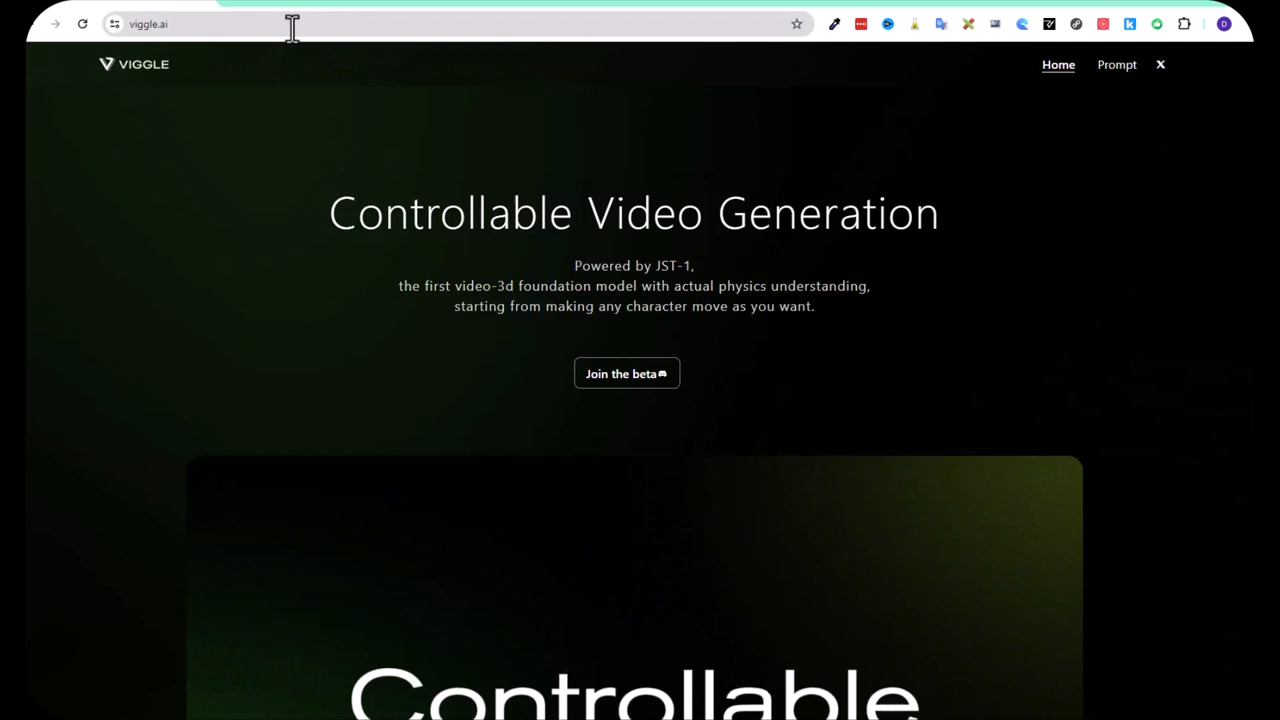 viggle.ai
D
VIGGLE
Home
Prompt
X
Controllable Video Generation
Powered by JST-1,
the first video-3d foundation model with actual physics understanding,
starting from making any character move as you want.
Join the beta
Controllable